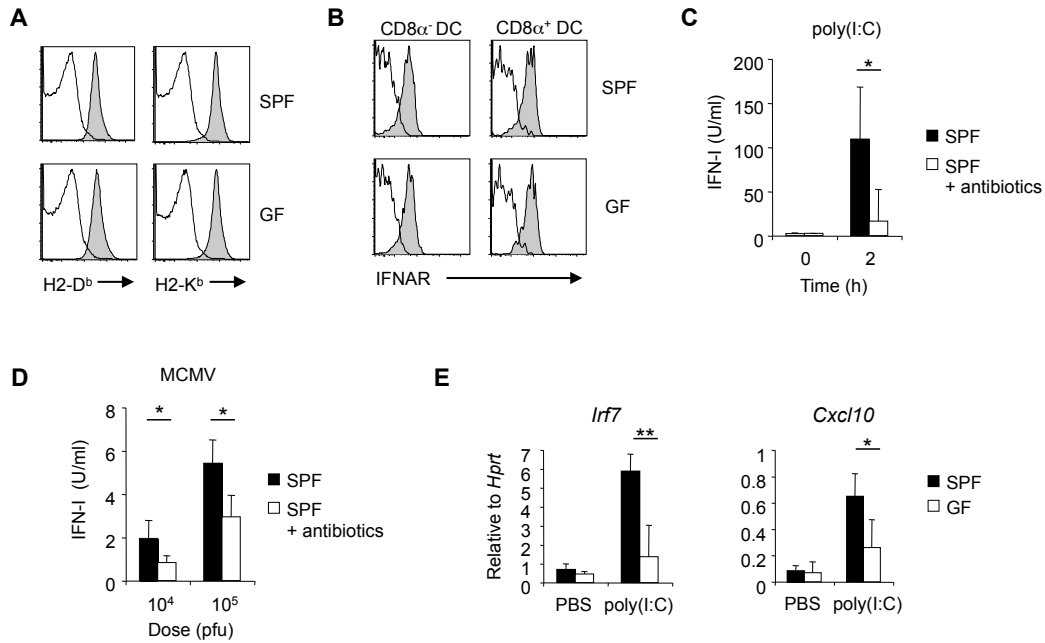 A
SPF
GF
H2-Dᵇ
H2-Kᵇ
B
CD8α⁻ DC
CD8α⁺ DC
SPF
GF
IFNAR
C
poly(I:C)
*
IFN-I (U/ml)
200
150
100
50
0
0
2
Time (h)
SPF
SPF
+ antibiotics
D
MCMV
*
*
IFN-I (U/ml)
8
6
4
2
0
10⁴
10⁵
Dose (pfu)
SPF
SPF
+ antibiotics
E
Irf7
**
Relative to Hprt
7
6
5
4
3
2
1
0
PBS
poly(I:C)
Cxcl10
*
1
0.8
0.6
0.4
0.2
0
PBS
poly(I:C)
SPF
GF